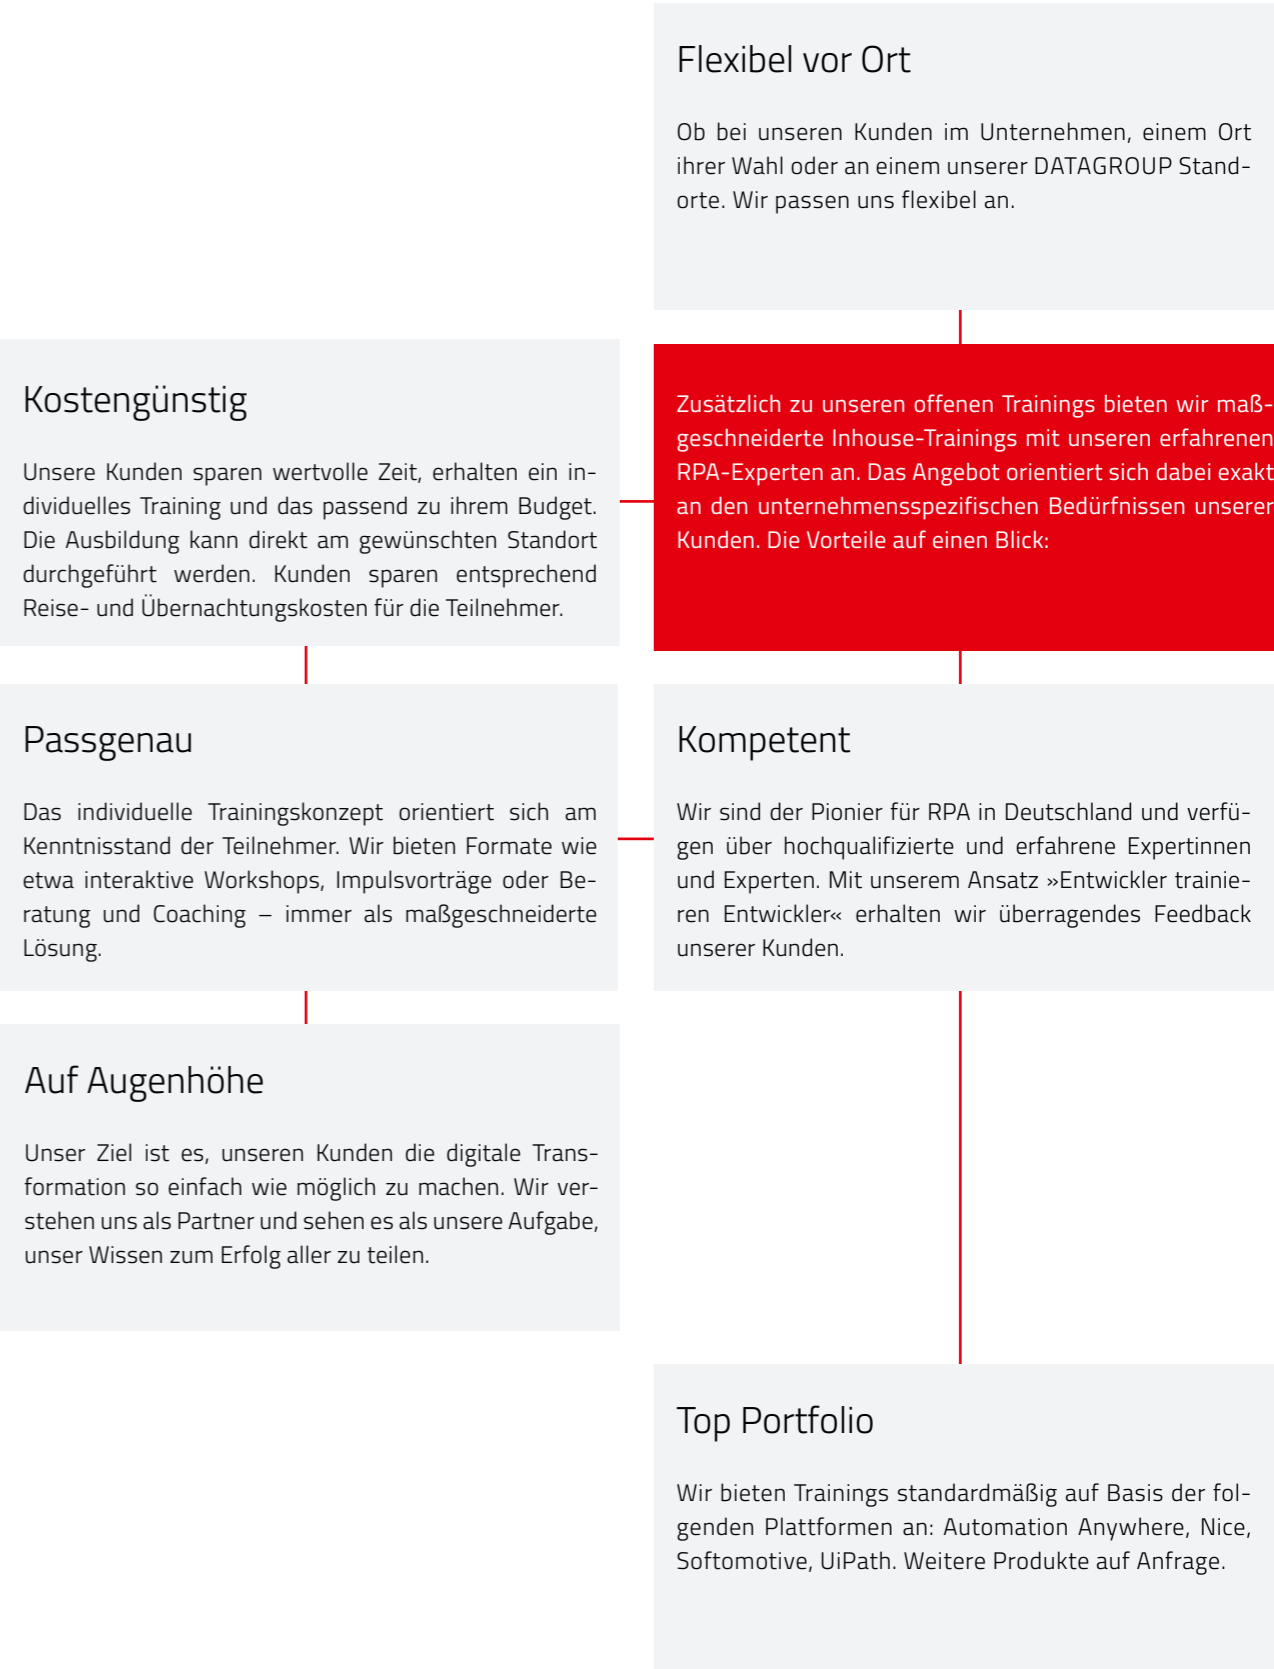 Flexibel vor Ort
Ob bei unseren Kunden im Unternehmen, einem Ort
ihrer Wahl oder an einem unserer DATAGROUP Stand-
orte. Wir passen uns flexibel an.
Kostengünstig
Unsere Kunden sparen wertvolle Zeit, erhalten ein in-
dividuelles Training und das passend zu ihrem Budget.
Die Ausbildung kann direkt am gewünschten Standort
durchgeführt werden. Kunden sparen entsprechend
Reise- und Übernachtungskosten für die Teilnehmer.
Zusätzlich zu unseren offenen Trainings bieten wir maß-
geschneiderte Inhouse-Trainings mit unseren erfahrenen
RPA-Experten an. Das Angebot orientiert sich dabei exakt
an den unternehmensspezifischen Bedürfnissen unserer
Kunden. Die Vorteile auf einen Blick:
Passgenau
Das individuelle Trainingskonzept orientiert sich am
Kenntnisstand der Teilnehmer. Wir bieten Formate wie
etwa interaktive Workshops, Impulsvorträge oder Be-
ratung und Coaching – immer als maßgeschneiderte
Lösung.
Kompetent
Wir sind der Pionier für RPA in Deutschland und verfü-
gen über hochqualifizierte und erfahrene Expertinnen
und Experten. Mit unserem Ansatz »Entwickler trainie-
ren Entwickler« erhalten wir überragendes Feedback
unserer Kunden.
Auf Augenhöhe
Unser Ziel ist es, unseren Kunden die digitale Trans-
formation so einfach wie möglich zu machen. Wir ver-
stehen uns als Partner und sehen es als unsere Aufgabe,
unser Wissen zum Erfolg aller zu teilen.
Top Portfolio
Wir bieten Trainings standardmäßig auf Basis der fol-
genden Plattformen an: Automation Anywhere, Nice,
Softomotive, UiPath. Weitere Produkte auf Anfrage.